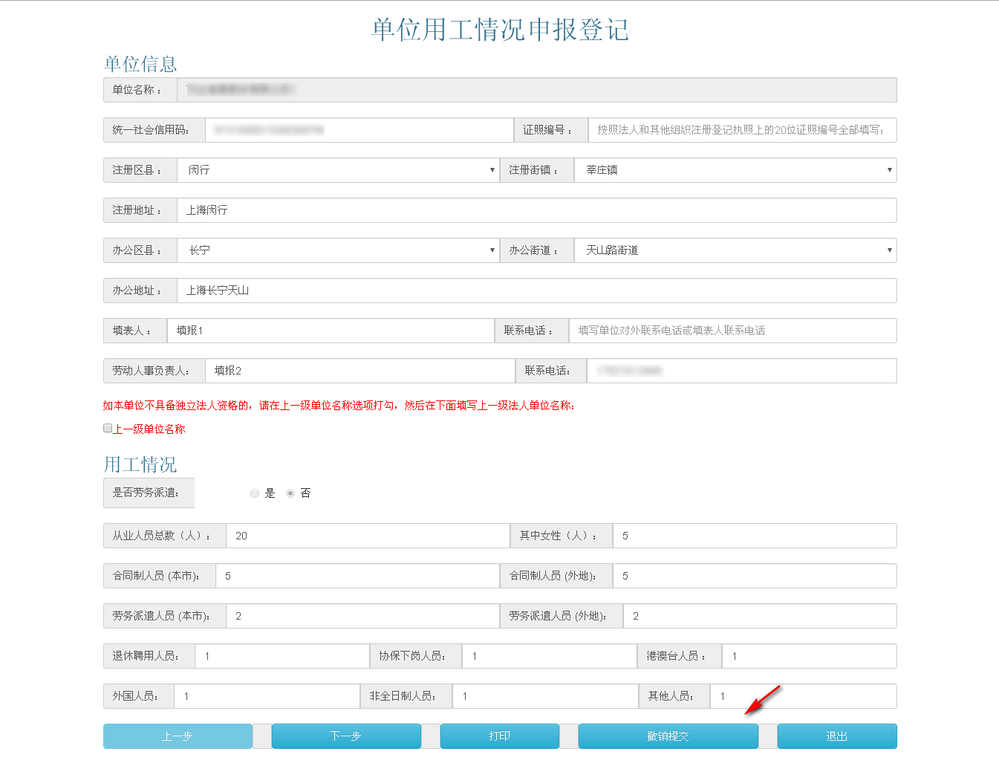 单位用工情况申报登记
单位信息
单位名称：
统一社会信用码： 证照编号： 按照法人和其他组织注册登记执照上的20位证照编号全部填写；
注册区县： 闵行 注册街镇： 莘庄镇
注册地址： 上海闵行
办公区县： 长宁 办公街道： 天山路街道
办公地址： 上海长宁天山
填表人： 填报1 联系电话： 填写单位对外联系电话或填表人联系电话
劳动人事负责人： 填报2 联系电话：
如本单位不具备独立法人资格的，请在上一级单位名称选项打勾，然后在下面填写上一级法人单位名称：
上一级单位名称
用工情况
是否劳务派遣： 是 否
从业人员总数（人）： 20 其中女性（人）： 5
合同制人员 (本市)： 5 合同制人员 (外地)： 5
劳务派遣人员 (本市)： 2 劳务派遣人员 (外地)： 2
退休聘用人员： 1 协保下岗人员： 1 港澳台人员： 1
外国人员： 1 非全日制人员： 1 其他人员： 1
上一步 下一步 打印 撤销提交 退出